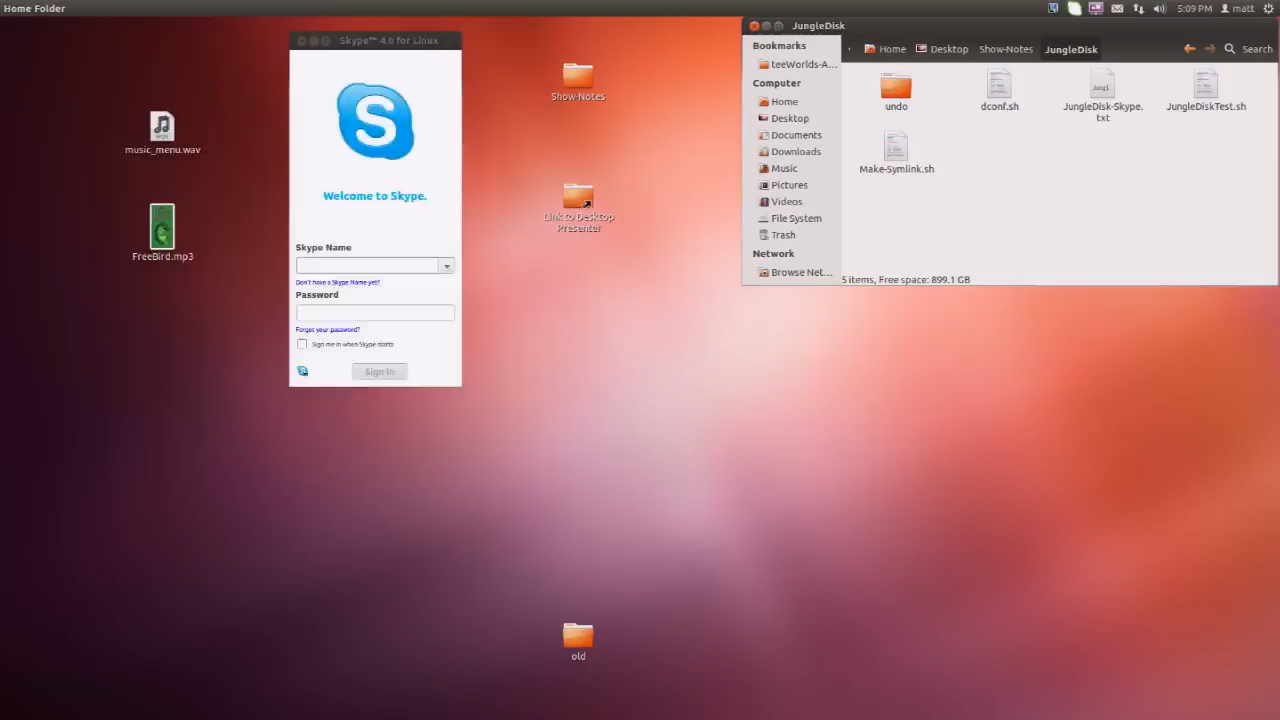 Home Folder
5:09 PM
matt
Skype™ 4.0 for Linux
S
Welcome to Skype.
Skype Name
Don't have a Skype Name yet?
Password
Forgot your password?
Sign me in when Skype starts
Sign in
music_menu.wav
FreeBird.mp3
Show-Notes
Link to Desktop
Presenter
old
JungleDisk
Home
Desktop
Show-Notes
JungleDisk
Search
Bookmarks
teeWorlds-A...
Computer
Home
Desktop
Documents
Downloads
Music
Pictures
Videos
File System
Trash
Network
Browse Net...
undo
dconf.sh
Jungl
JungleDisk-Skype.
txt
JungleDiskTest.sh
Make-Symlink.sh
5 items, Free space: 899.1 GB